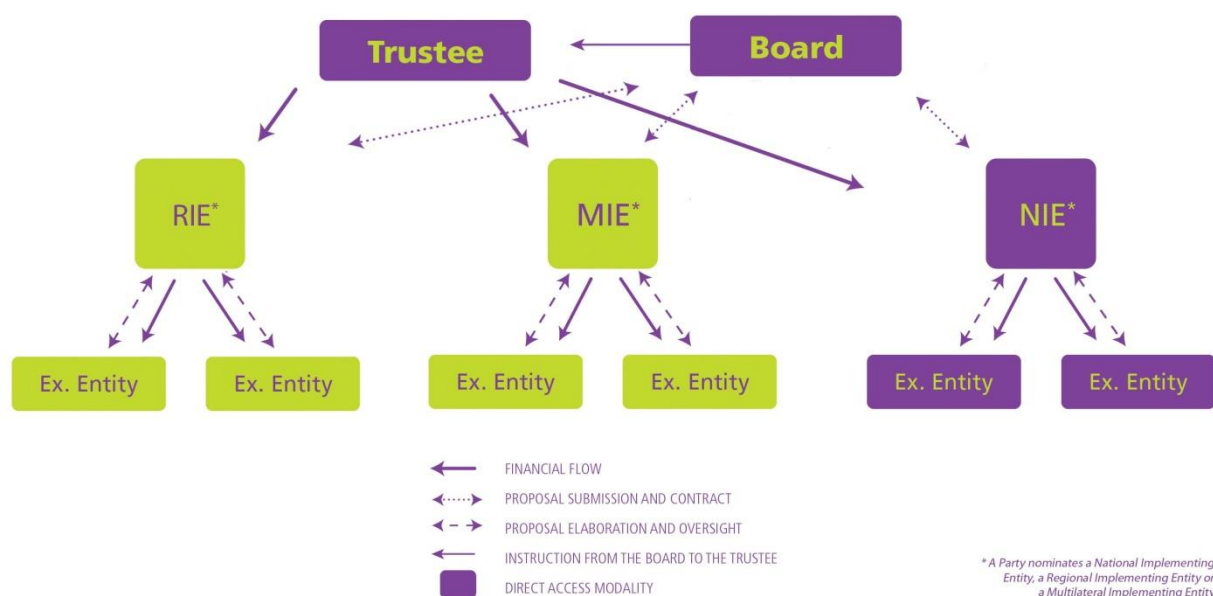 Trustee
Board
RIE*
MIE*
NIE*
Ex. Entity
Ex. Entity
Ex. Entity
Ex. Entity
Ex. Entity
Ex. Entity
FINANCIAL FLOW
PROPOSAL SUBMISSION AND CONTRACT
PROPOSAL ELABORATION AND OVERSIGHT
INSTRUCTION FROM THE BOARD TO THE TRUSTEE
DIRECT ACCESS MODALITY
* A Party nominates a National Implementing
Entity, a Regional Implementing Entity or
a Multilateral Implementing Entity